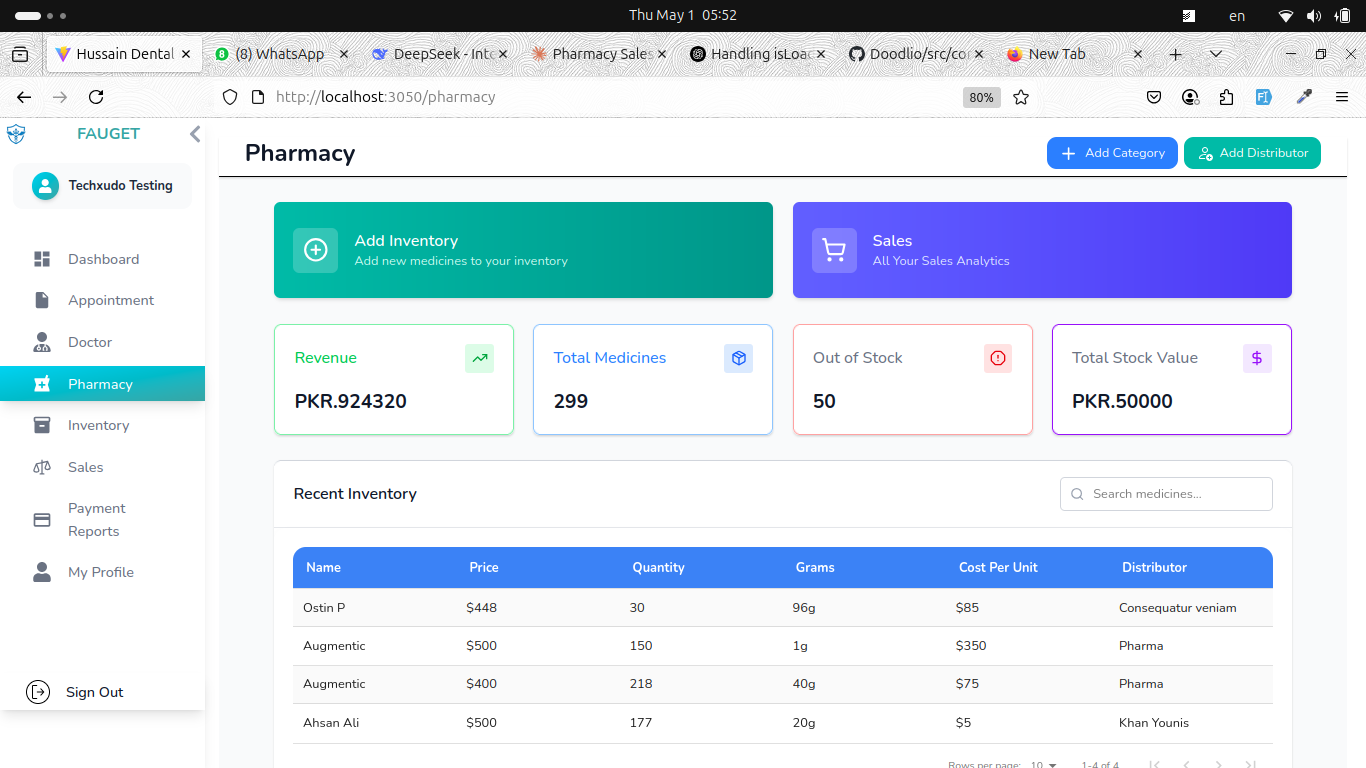 Thu May 1 05:52
en
Hussain Dental
(8) WhatsApp
DeepSeek - Into
Pharmacy Sales
Handling isLoad
Doodlio/src/co
New Tab
http://localhost:3050/pharmacy
80%
FAUGET
Techxudo Testing
Dashboard
Appointment
Doctor
Pharmacy
Inventory
Sales
Payment
Reports
My Profile
Sign Out
Pharmacy
Add Category
Add Distributor
Add Inventory
Add new medicines to your inventory
Sales
All Your Sales Analytics
Revenue
PKR.924320
Total Medicines
299
Out of Stock
50
Total Stock Value
PKR.50000
Recent Inventory
Search medicines...
Name Price Quantity Grams Cost Per Unit Distributor
Ostin P $448 30 96g $85 Consequatur veniam
Augmentic $500 150 1g $350 Pharma
Augmentic $400 218 40g $75 Pharma
Ahsan Ali $500 177 20g $5 Khan Younis
Rows per page: 10 1-4 of 4